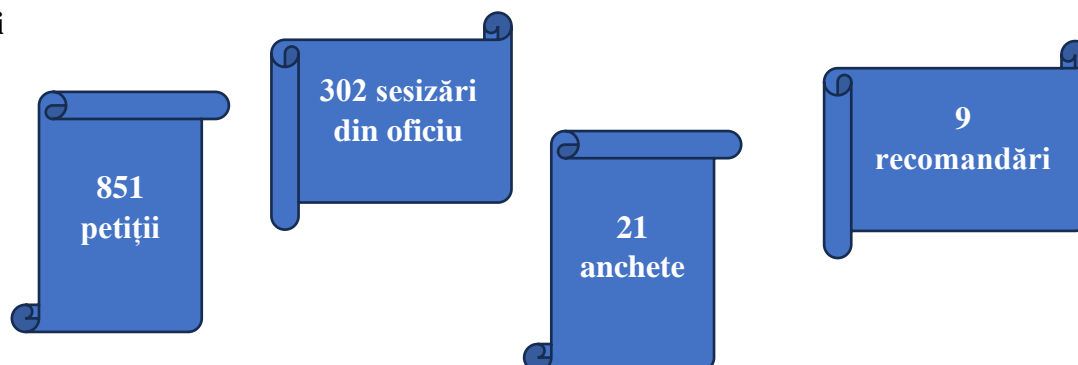 i
851
petiții
302 sesizări
din oficiu
21
anchete
9
recomandări